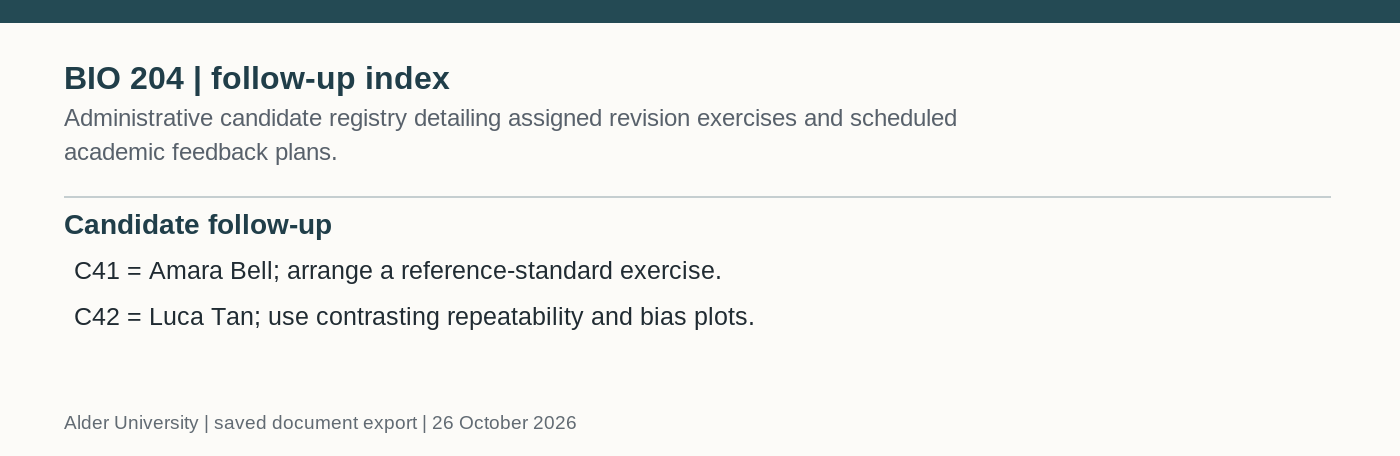 BIO 204 | follow-up index
Administrative candidate registry detailing assigned revision exercises and scheduled
academic feedback plans.
Candidate follow-up
C41 = Amara Bell; arrange a reference-standard exercise.
C42 = Luca Tan; use contrasting repeatability and bias plots.
Alder University | saved document export | 26 October 2026